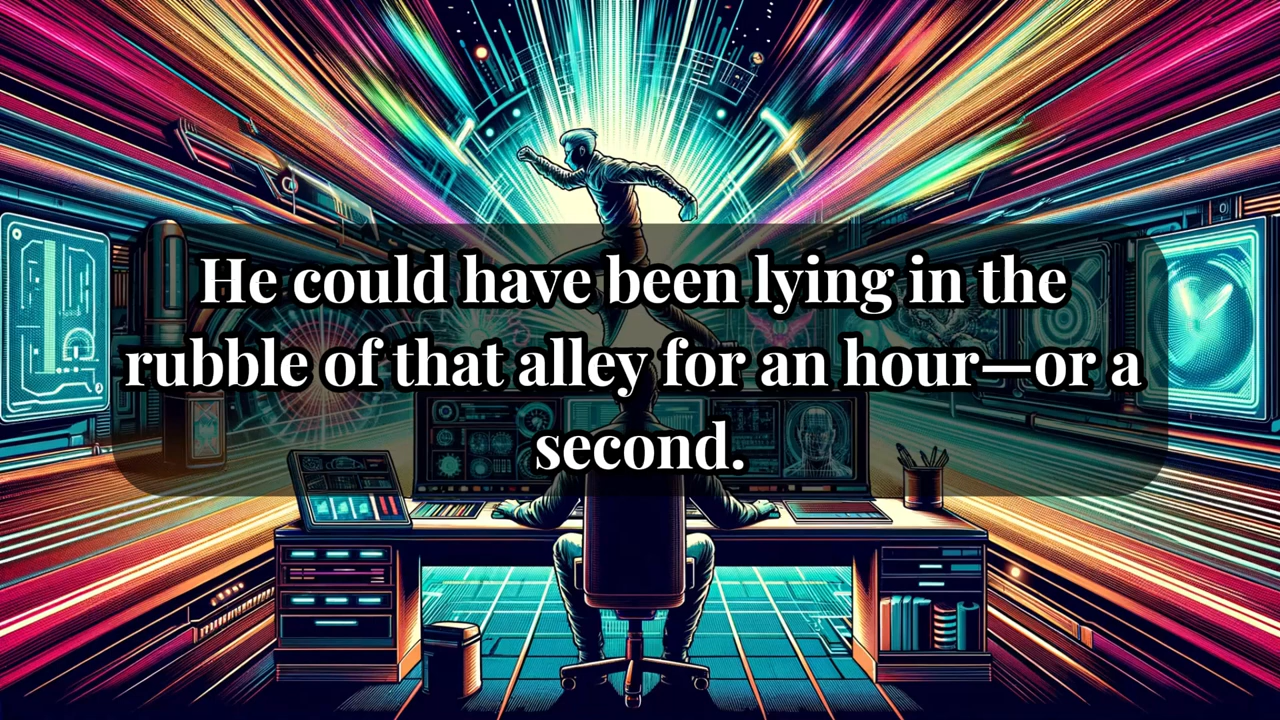 He could have been lying in the
rubble of that alley for an hour—or a
second.